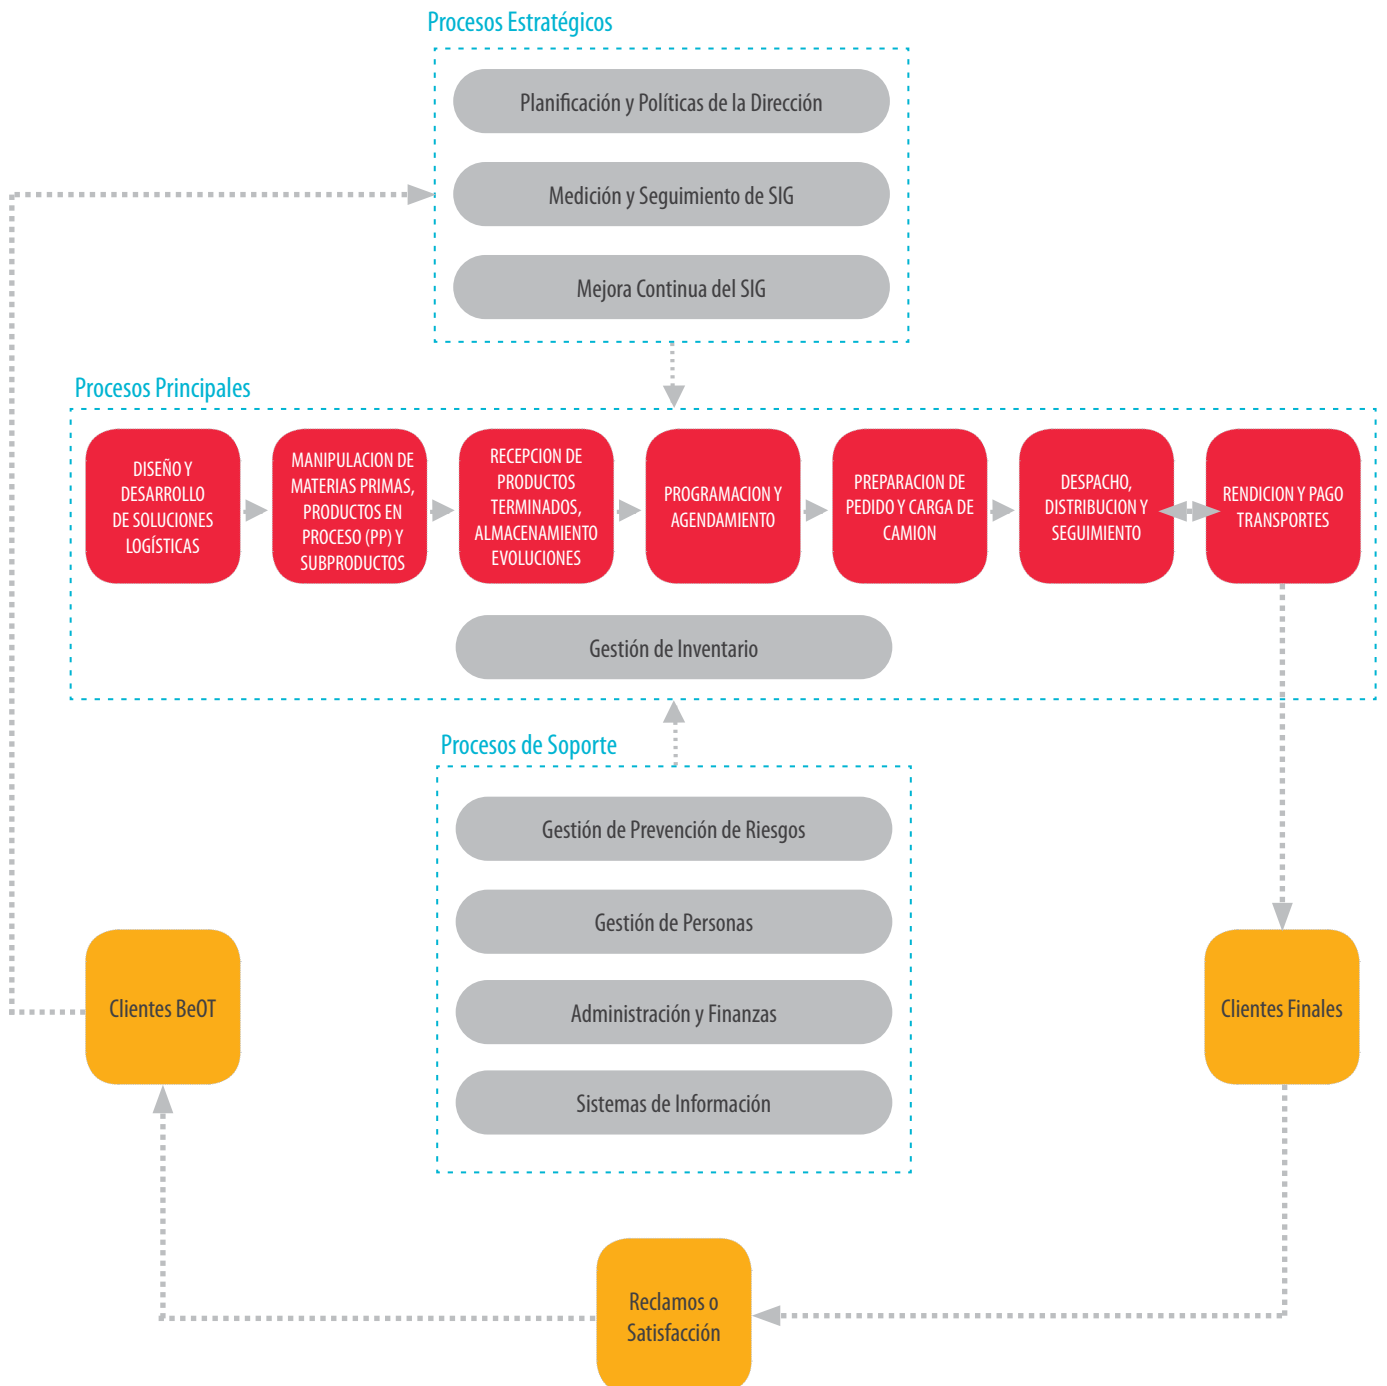 Procesos Estratégicos
Planificación y Políticas de la Dirección
Medición y Seguimiento de SIG
Mejora Continua del SIG
Procesos Principales
DISEÑO Y
DESARROLLO
DE SOLUCIONES
LOGÍSTICAS
MANIPULACION DE
MATERIAS PRIMAS,
PRODUCTOS EN
PROCESO (PP) Y
SUBPRODUCTOS
RECEPCION DE
PRODUCTOS
TERMINADOS,
ALMACENAMIENTO
EVOLUCIONES
PROGRAMACION Y
AGENDAMIENTO
PREPARACION DE
PEDIDO Y CARGA DE
CAMION
DESPACHO,
DISTRIBUCION Y
SEGUIMIENTO
RENDICION Y PAGO
TRANSPORTES
Gestión de Inventario
Procesos de Soporte
Gestión de Prevención de Riesgos
Gestión de Personas
Administración y Finanzas
Sistemas de Información
Clientes BeOT
Clientes Finales
Reclamos o
Satisfacción